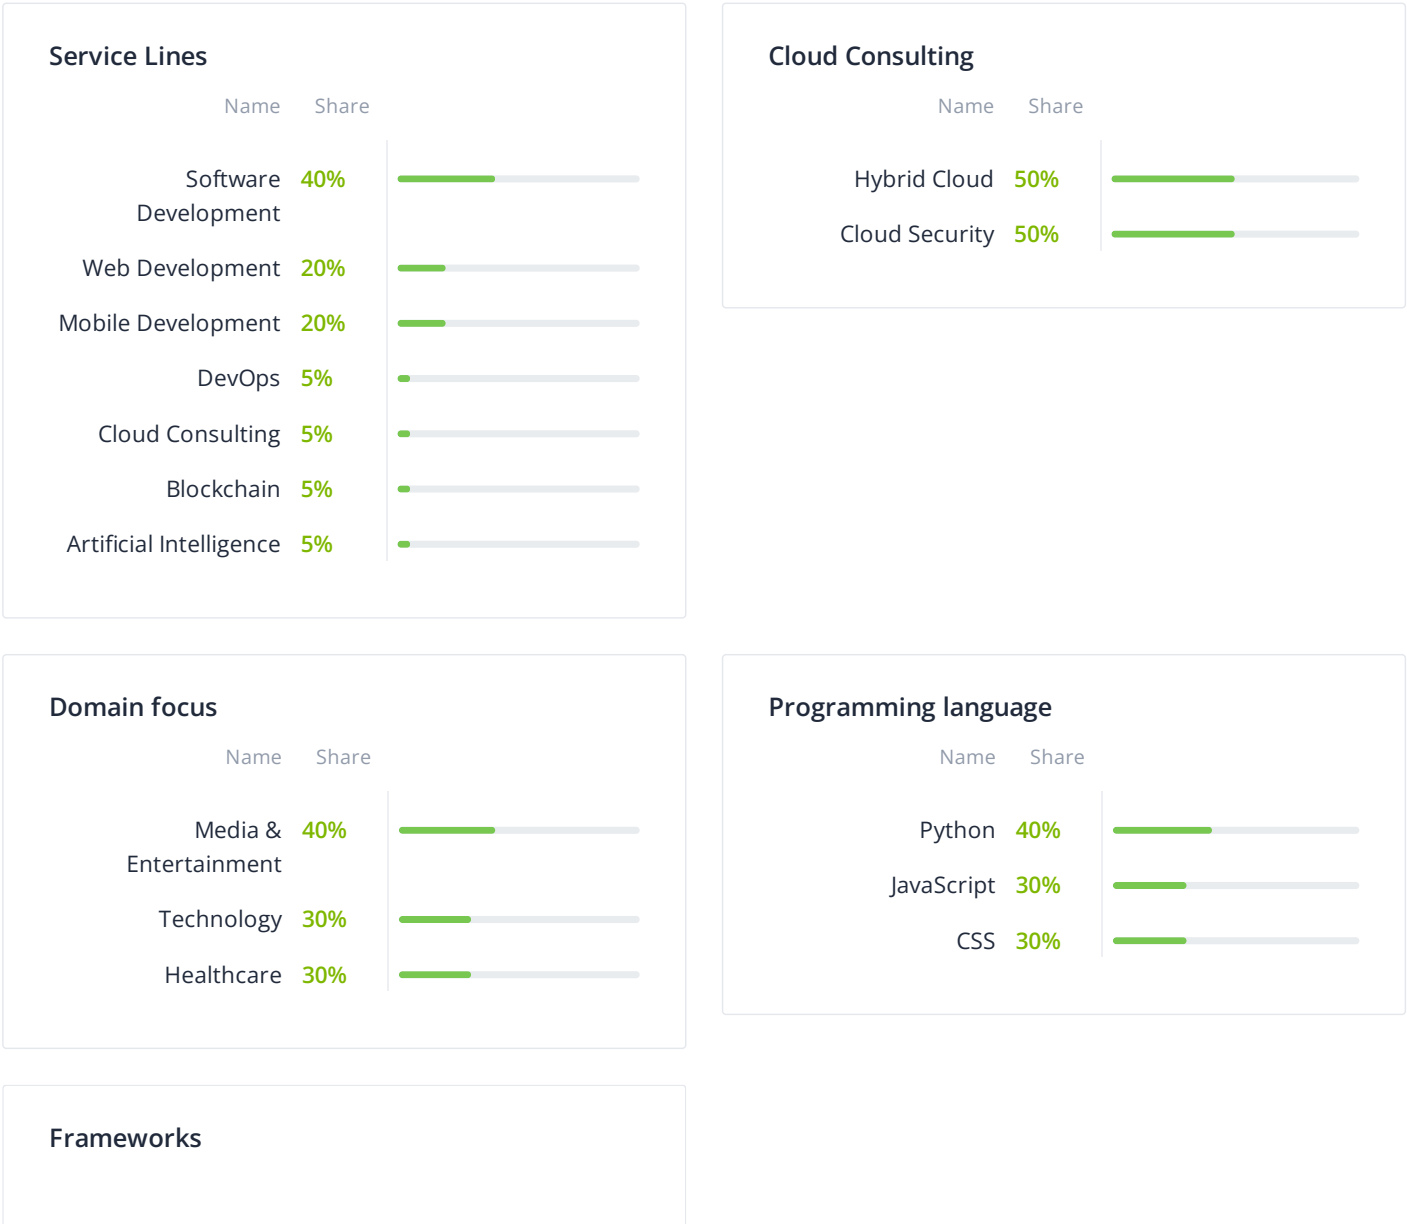 Service Lines
Name Share
Software 40%
Development
Web Development 20%
Mobile Development 20%
DevOps 5%
Cloud Consulting 5%
Blockchain 5%
Artificial Intelligence 5%
Cloud Consulting
Name Share
Hybrid Cloud 50%
Cloud Security 50%
Domain focus
Name Share
Media & 40%
Entertainment
Technology 30%
Healthcare 30%
Programming language
Name Share
Python 40%
JavaScript 30%
CSS 30%
Frameworks